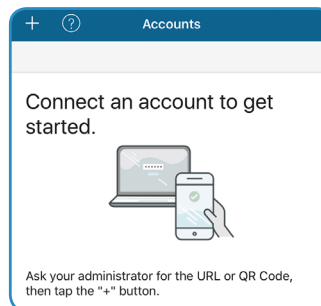 Accounts
Connect an account to get
started.
Ask your administrator for the URL or QR Code,
then tap the "+" button.